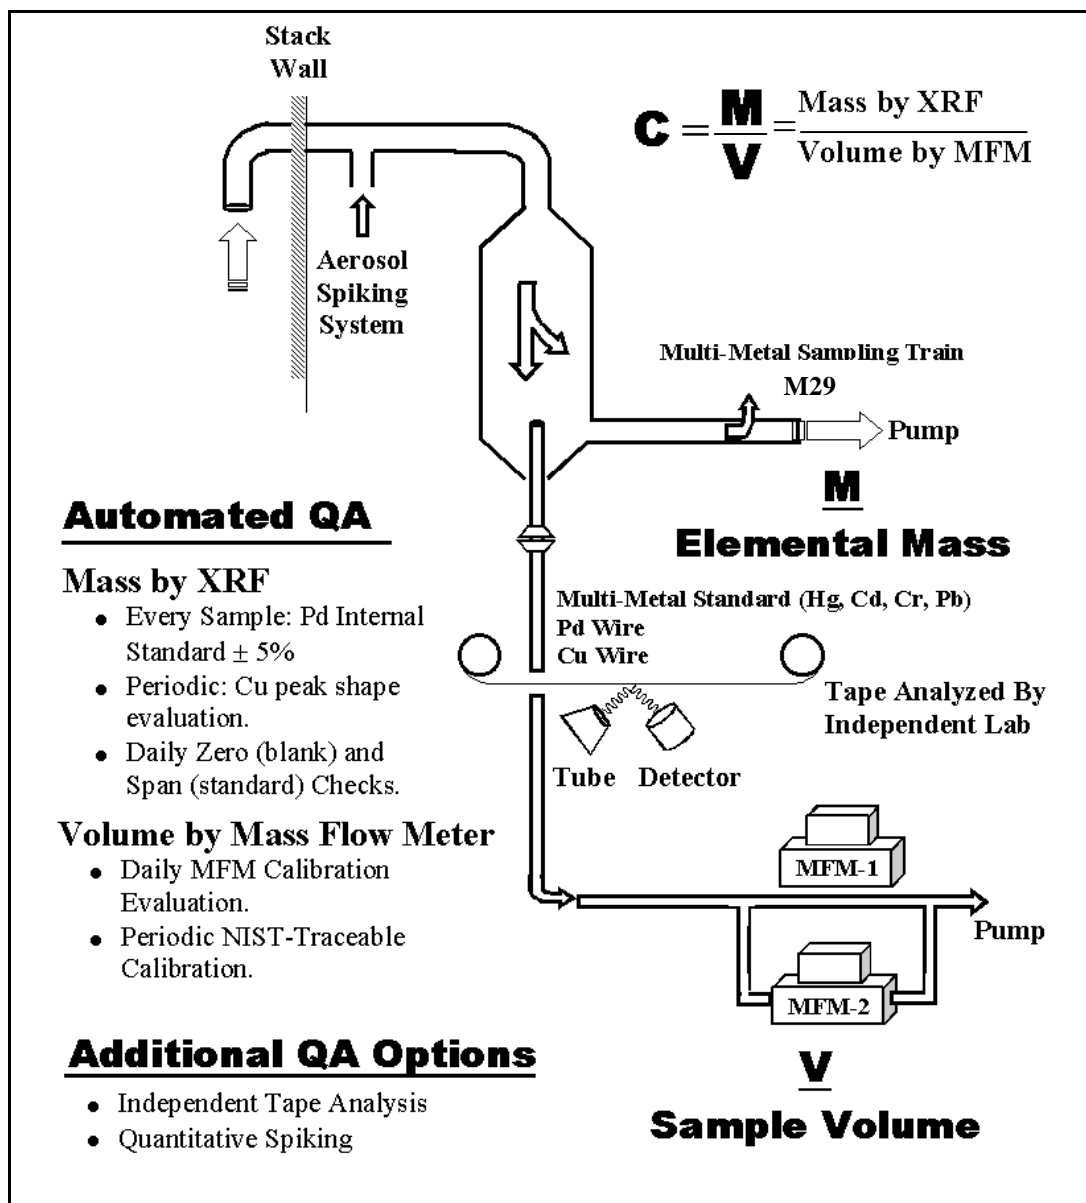 Stack
Wall
C = M / V = Mass by XRF / Volume by MFM
Aerosol
Spiking
System
Multi-Metal Sampling Train
M29
Pump
M
Elemental Mass
Automated QA
Mass by XRF
● Every Sample: Pd Internal
Standard ± 5%
● Periodic: Cu peak shape
evaluation.
● Daily Zero (blank) and
Span (standard) Checks.
Multi-Metal Standard (Hg, Cd, Cr, Pb)
Pd Wire
Cu Wire
Tape Analyzed By
Independent Lab
Tube
Detector
Volume by Mass Flow Meter
● Daily MFM Calibration
Evaluation.
● Periodic NIST-Traceable
Calibration.
MFM-1
Pump
MFM-2
V
Sample Volume
Additional QA Options
● Independent Tape Analysis
● Quantitative Spiking